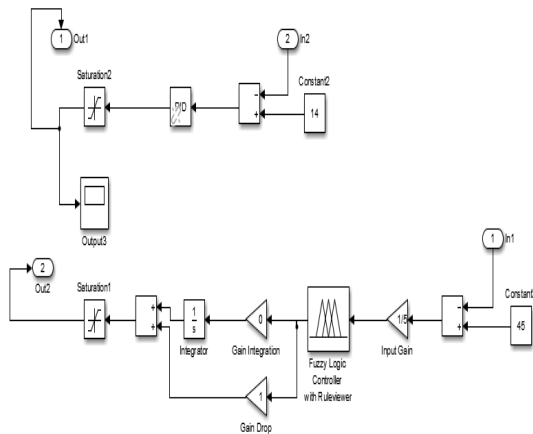 1
Out1
2
In2
Saturation2
Constant2
−
+
14
Output3
1
In1
2
Out2
Saturation1
+
+
1
s
Integrator
0
Gain Integration
Fuzzy Logic
Controller
with Ruleviewer
1/5
Input Gain
−
+
Constant
45
1
Gain Drop